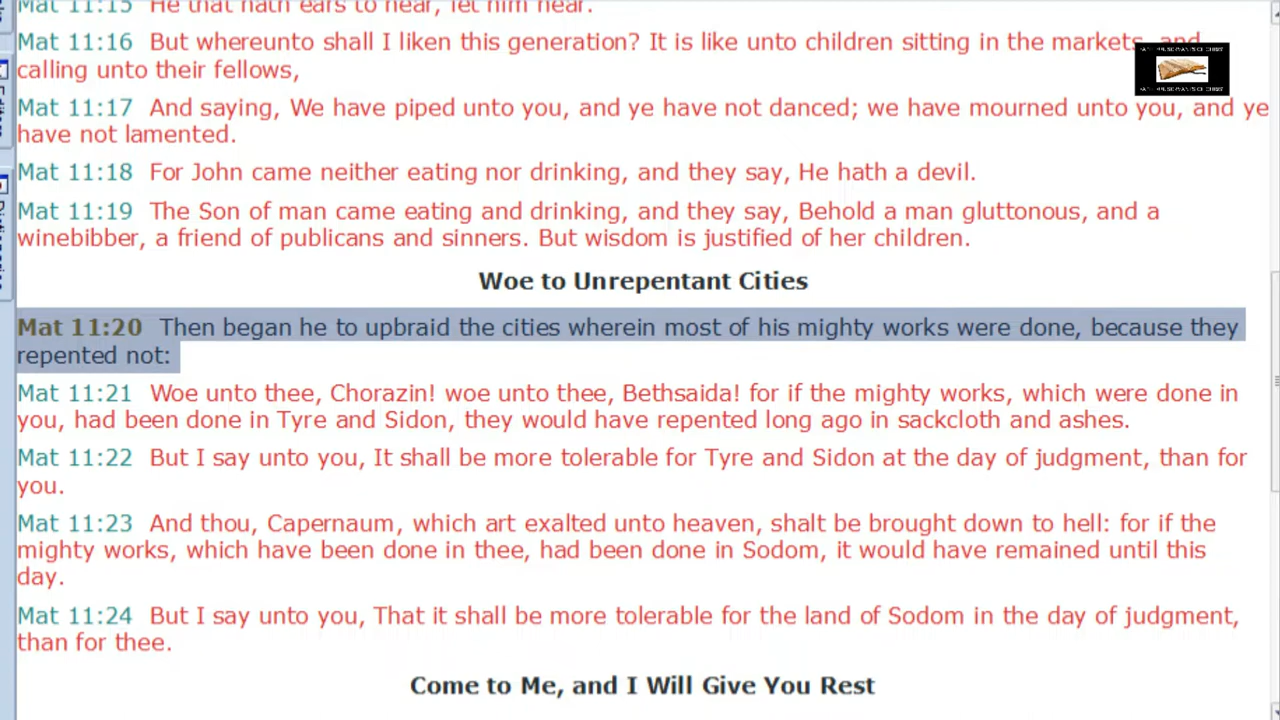 Mat 11:15 He that hath ears to hear, let him hear.
Mat 11:16 But whereunto shall I liken this generation? It is like unto children sitting in the markets, and
calling unto their fellows,
Mat 11:17 And saying, We have piped unto you, and ye have not danced; we have mourned unto you, and ye
have not lamented.
Mat 11:18 For John came neither eating nor drinking, and they say, He hath a devil.
Mat 11:19 The Son of man came eating and drinking, and they say, Behold a man gluttonous, and a
winebibber, a friend of publicans and sinners. But wisdom is justified of her children.
Woe to Unrepentant Cities
Mat 11:20 Then began he to upbraid the cities wherein most of his mighty works were done, because they
repented not:
Mat 11:21 Woe unto thee, Chorazin! woe unto thee, Bethsaida! for if the mighty works, which were done in
you, had been done in Tyre and Sidon, they would have repented long ago in sackcloth and ashes.
Mat 11:22 But I say unto you, It shall be more tolerable for Tyre and Sidon at the day of judgment, than for
you.
Mat 11:23 And thou, Capernaum, which art exalted unto heaven, shalt be brought down to hell: for if the
mighty works, which have been done in thee, had been done in Sodom, it would have remained until this
day.
Mat 11:24 But I say unto you, That it shall be more tolerable for the land of Sodom in the day of judgment,
than for thee.
Come to Me, and I Will Give You Rest